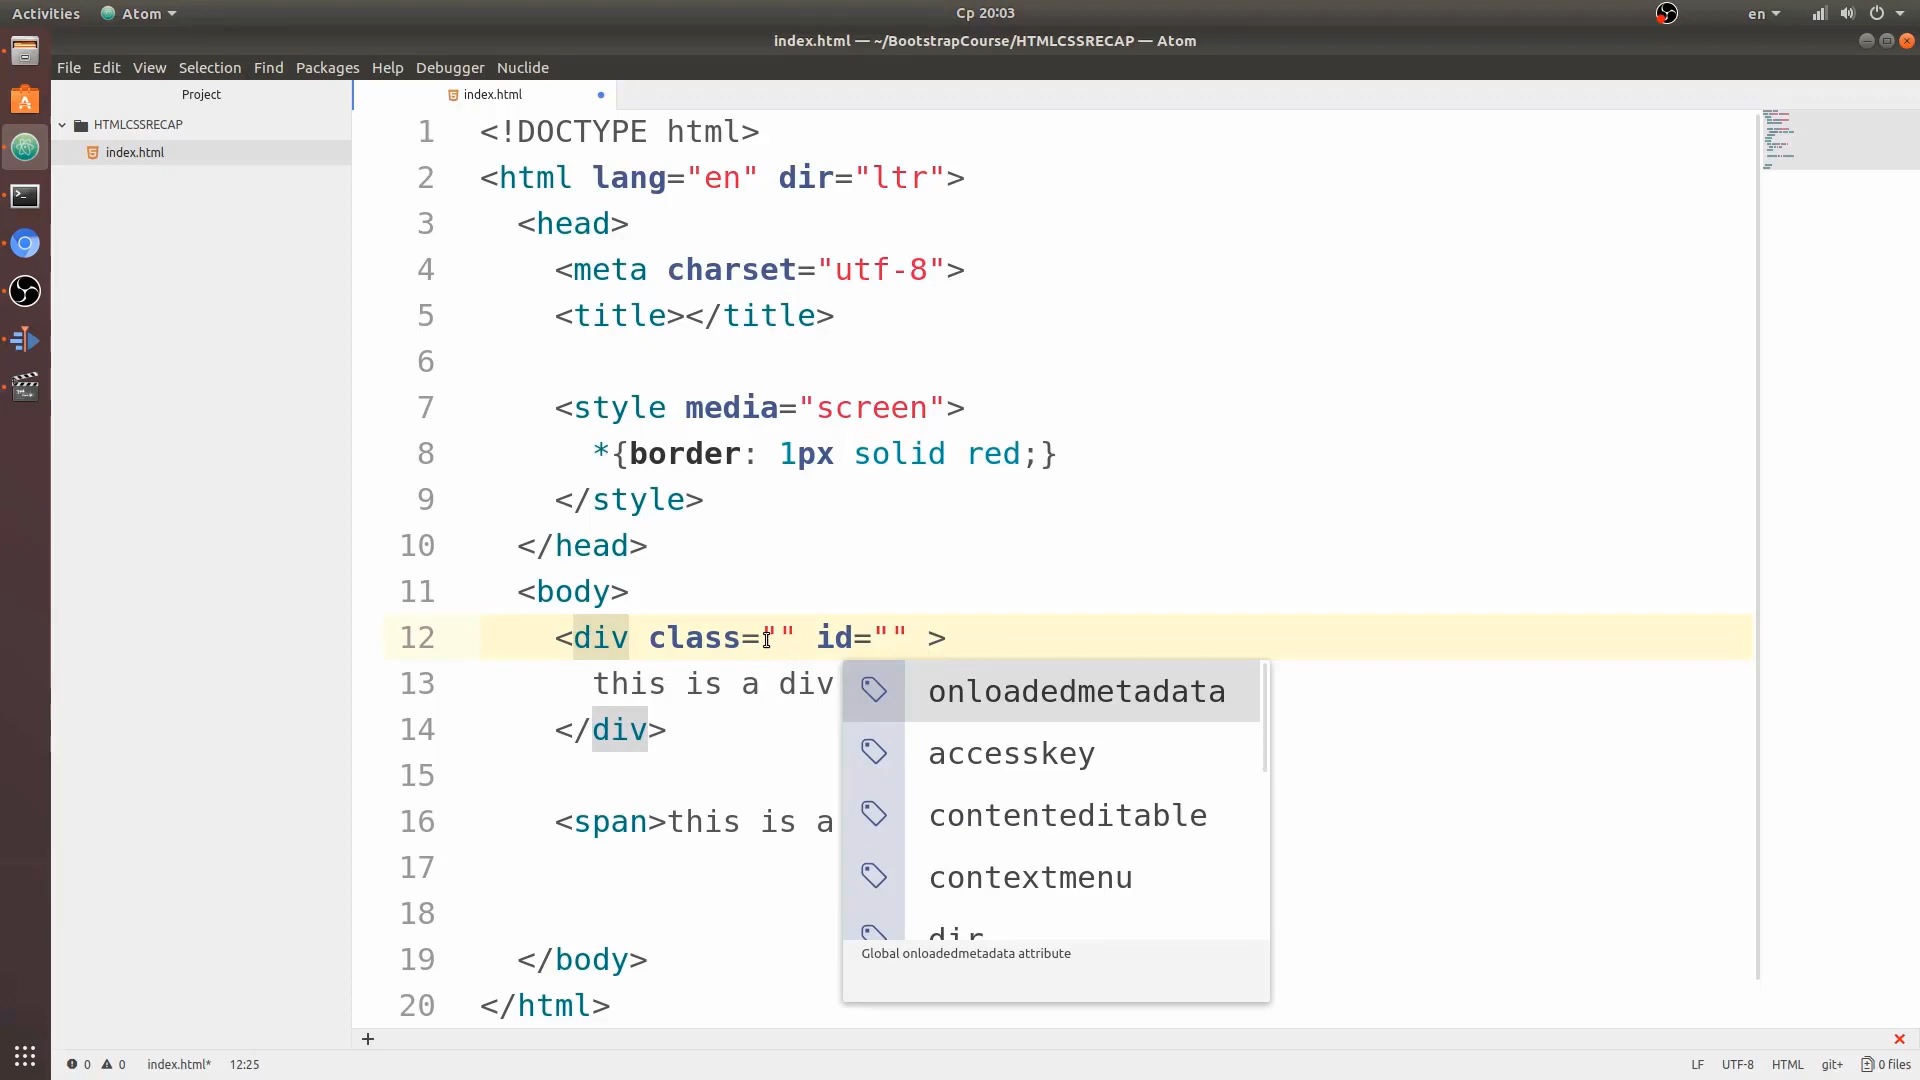 Activities Atom Ср 20:03 en
index.html — ~/BootstrapCourse/HTMLCSSRECAP — Atom
File Edit View Selection Find Packages Help Debugger Nuclide
Project
HTMLCSSRECAP
index.html
index.html
1 <!DOCTYPE html>
2 <html lang="en" dir="ltr">
3 <head>
4 <meta charset="utf-8">
5 <title></title>
6
7 <style media="screen">
8 *{border: 1px solid red;}
9 </style>
10 </head>
11 <body>
12 <div class="" id="" >
13 this is a div
14 </div>
15
16 <span>this is a
17
18
19 </body>
20 </html>
onloadedmetadata
accesskey
contenteditable
contextmenu
dir
Global onloadedmetadata attribute
0 0 index.html* 12:25 LF UTF-8 HTML git+ 0 files